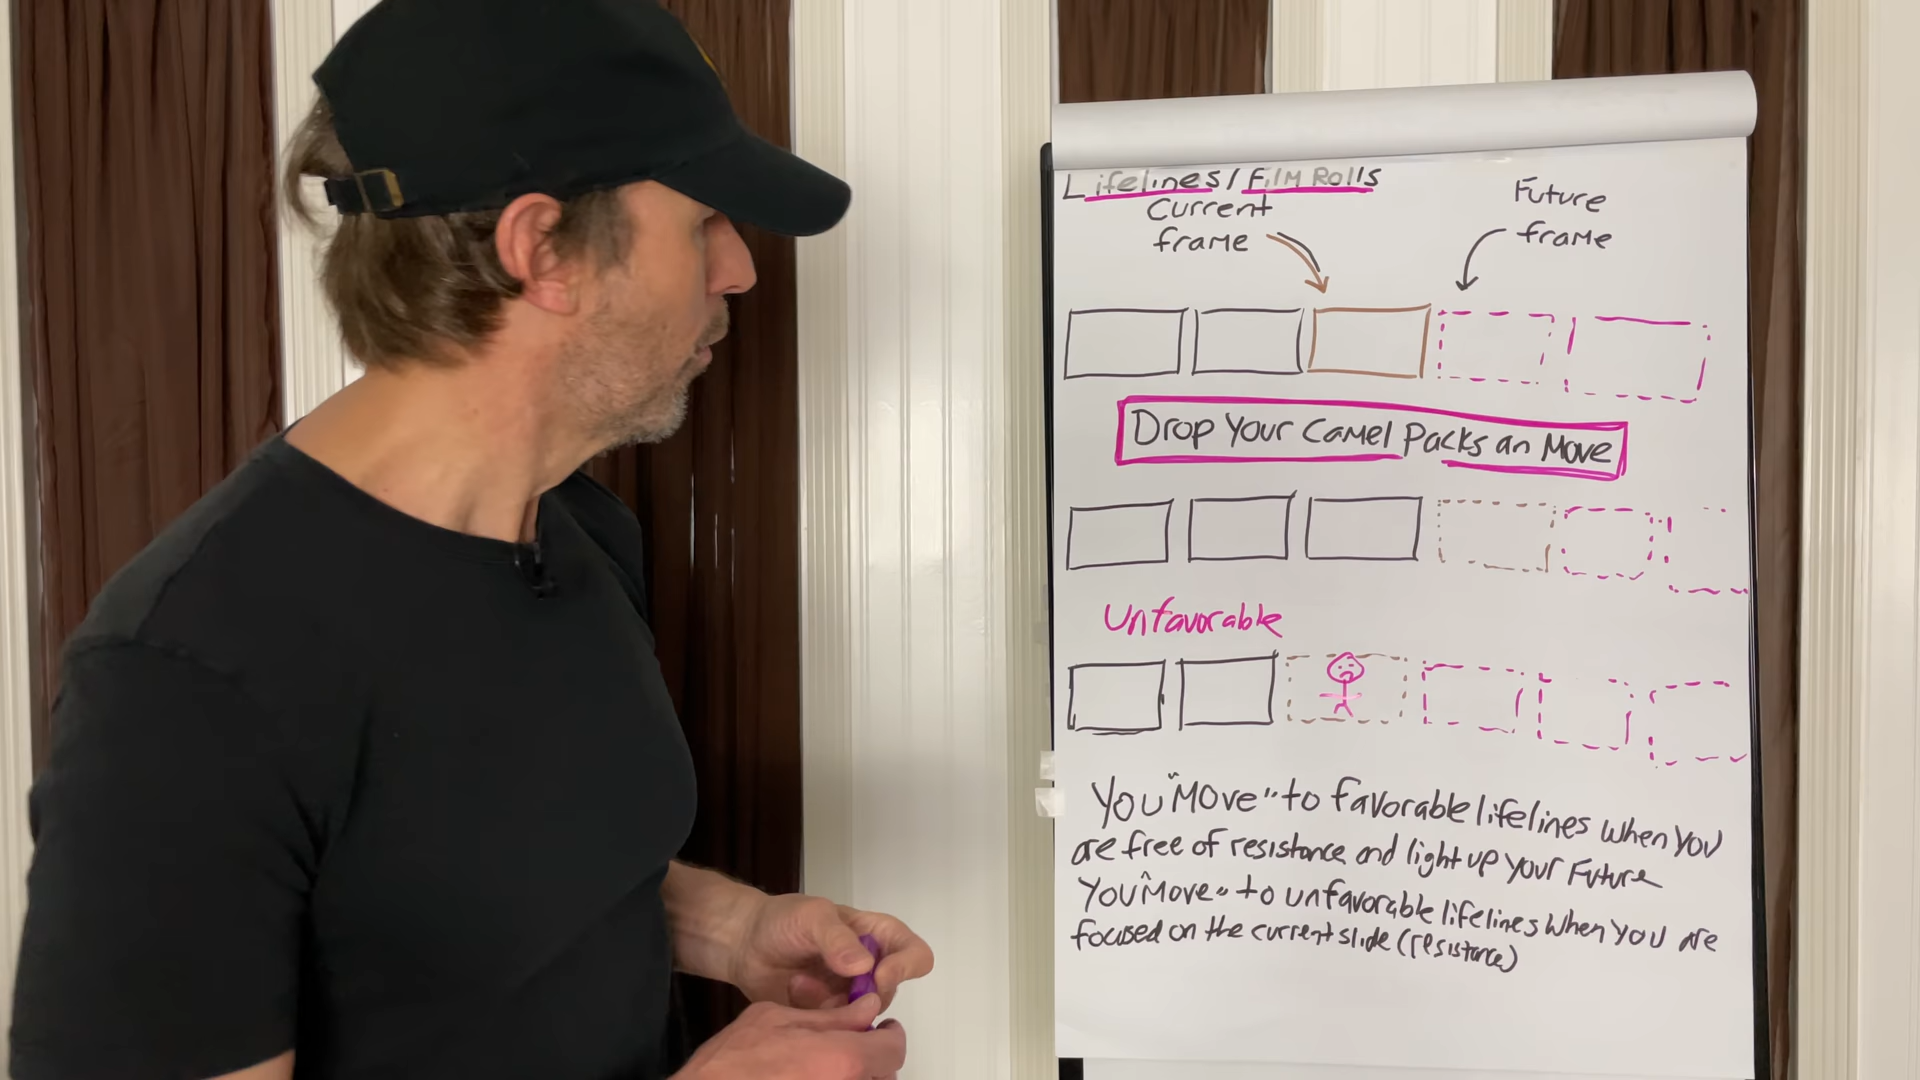 Lifelines / Film Rolls
Current
frame
Future
frame
Drop Your Camel Packs an Move
Unfavorable
You "Move" to favorable lifelines when you
are free of resistance and light up your Future
You "Move" to unfavorable lifelines when you are
focused on the current slide (resistance)